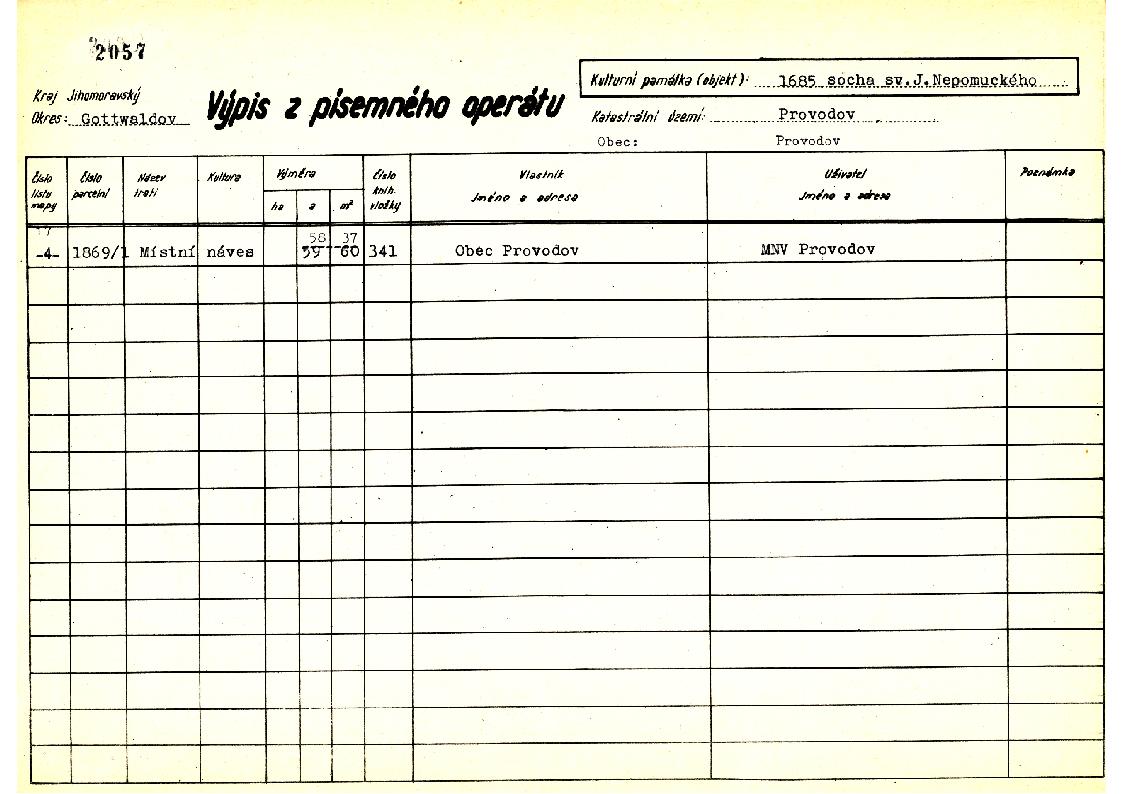 2057
Kraj Jihomoravský
Okres: Gottwaldov
Výpis z písemného operátu
Kulturní památka (objekt): 1685 socha sv.J.Nepomuckého
Katastrální území: Provodov
Obec: Provodov
Číslo listu mapy
Číslo parcelní
Název trati
Kultura
Výměra
ha a m²
Číslo knih. vložky
Vlastník
Jméno a adresa
Uživatel
Jméno a adresa
Poznámka
58 37
-4- 1869/1 Místní náves 59 60 341 Obec Provodov MNV Provodov